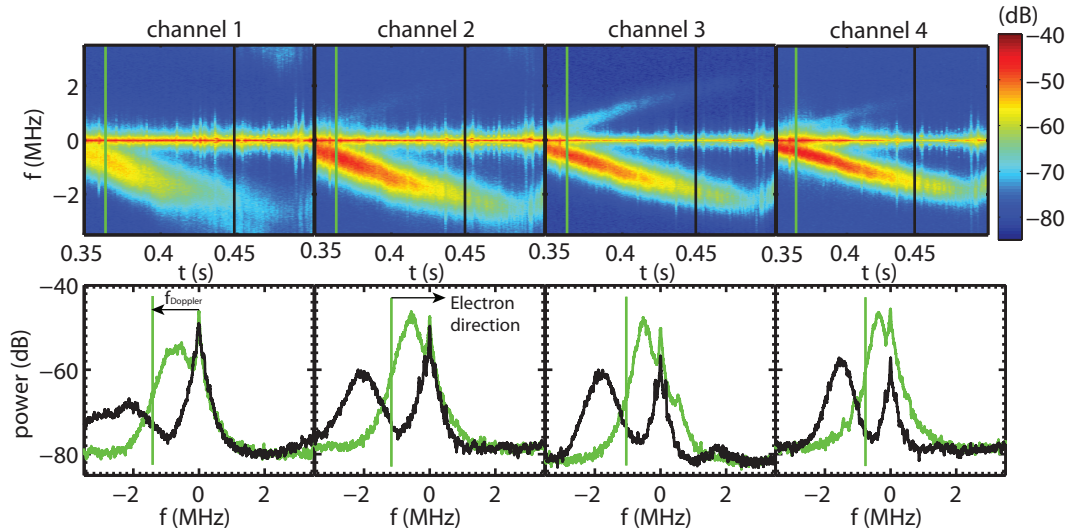 (dB)
channel 1 channel 2 channel 3 channel 4
f (MHz)
2
0
−2
−40
−50
−60
−70
−80
0.35 0.4 0.45 0.35 0.4 0.45 0.35 0.4 0.45 0.35 0.4 0.45
t (s) t (s) t (s) t (s)
power (dB)
−40
−60
−80
fDoppler
Electron
direction
−2 0 2 −2 0 2 −2 0 2 −2 0 2
f (MHz) f (MHz) f (MHz) f (MHz)